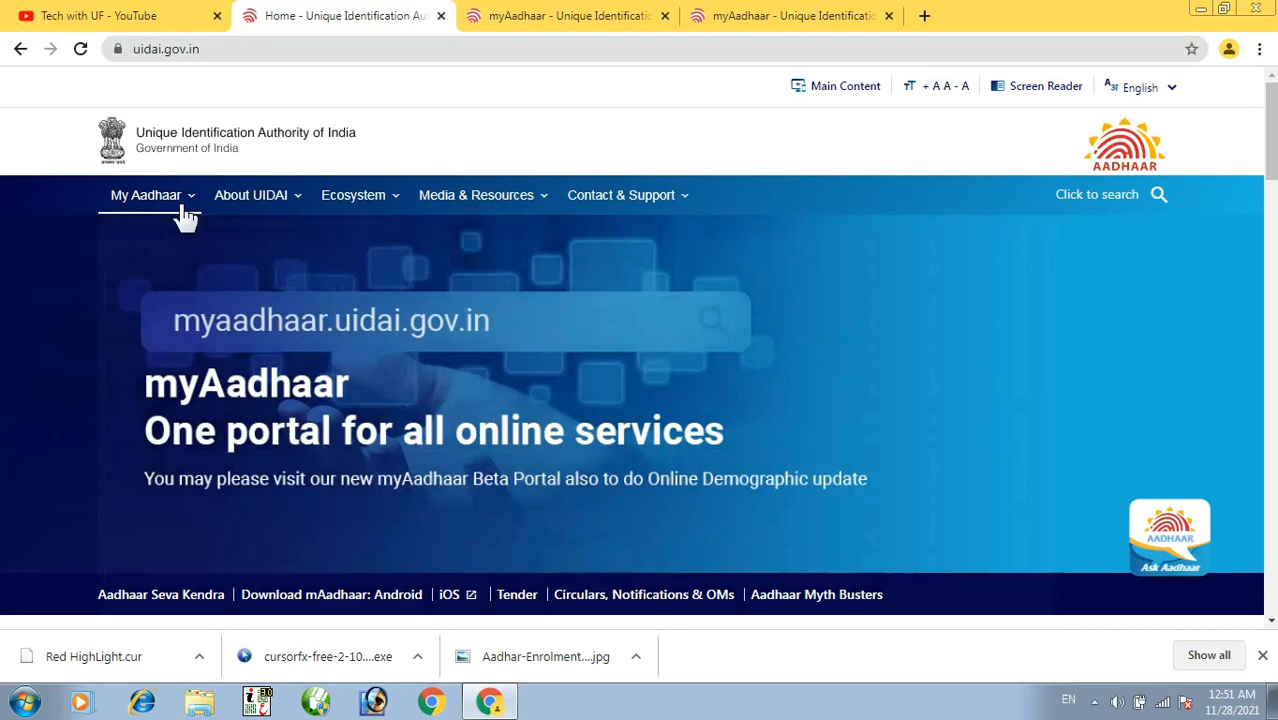 Tech with UF - YouTube
Home - Unique Identification Aut
myAadhaar - Unique Identificatio
myAadhaar - Unique Identificatio
uidai.gov.in
Main Content
+ A A - A
Screen Reader
English
Unique Identification Authority of India
Government of India
AADHAAR
My Aadhaar
About UIDAI
Ecosystem
Media & Resources
Contact & Support
Click to search
myaadhaar.uidai.gov.in
myAadhaar
One portal for all online services
You may please visit our new myAadhaar Beta Portal also to do Online Demographic update
AADHAAR
Ask Aadhaar
Aadhaar Seva Kendra
Download mAadhaar: Android
iOS
Tender
Circulars, Notifications & OMs
Aadhaar Myth Busters
Red HighLight.cur
cursorfx-free-2-10....exe
Aadhar-Enrolment....jpg
Show all
EN
12:51 AM
11/28/2021